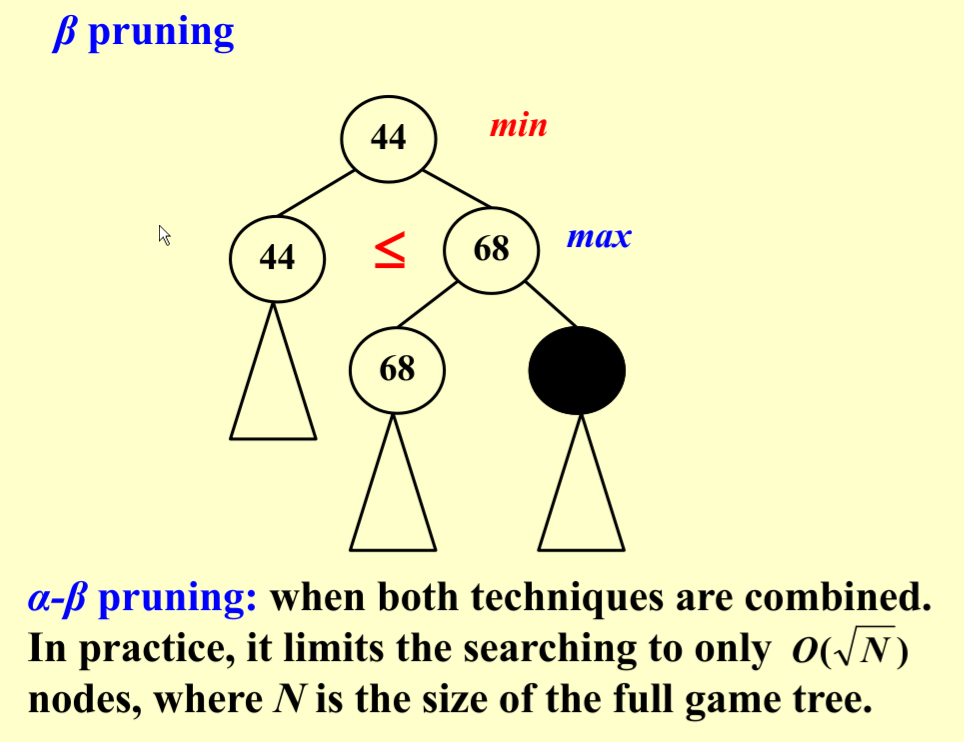 β pruning
44
min
44
≤
68
max
68
α-β pruning: when both techniques are combined.
In practice, it limits the searching to only O(√N)
nodes, where N is the size of the full game tree.